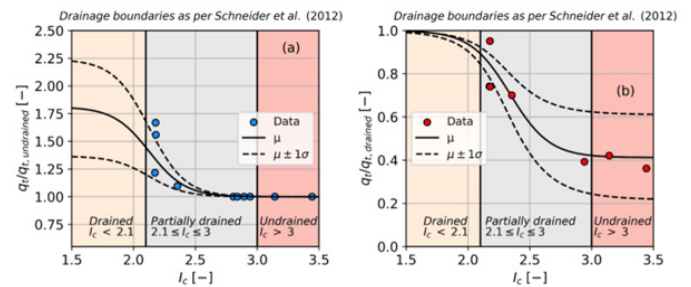 Drainage boundaries as per Schneider et al. (2012)
2.50
2.25
2.00
1.75
1.50
1.25
1.00
0.75
q_t/q_{t, undrained} [−]
(a)
Data
μ
μ ± 1σ
Drained
I_c < 2.1
Partially drained
2.1 ≤ I_c ≤ 3
Undrained
I_c > 3
1.5 2.0 2.5 3.0 3.5
I_c [−]
Drainage boundaries as per Schneider et al. (2012)
1.0
0.8
0.6
0.4
0.2
0.0
q_t/q_{t, drained} [−]
(b)
Data
μ
μ ± 1σ
Drained
I_c < 2.1
Partially drained
2.1 ≤ I_c ≤ 3
Undrained
I_c > 3
1.5 2.0 2.5 3.0 3.5
I_c [−]